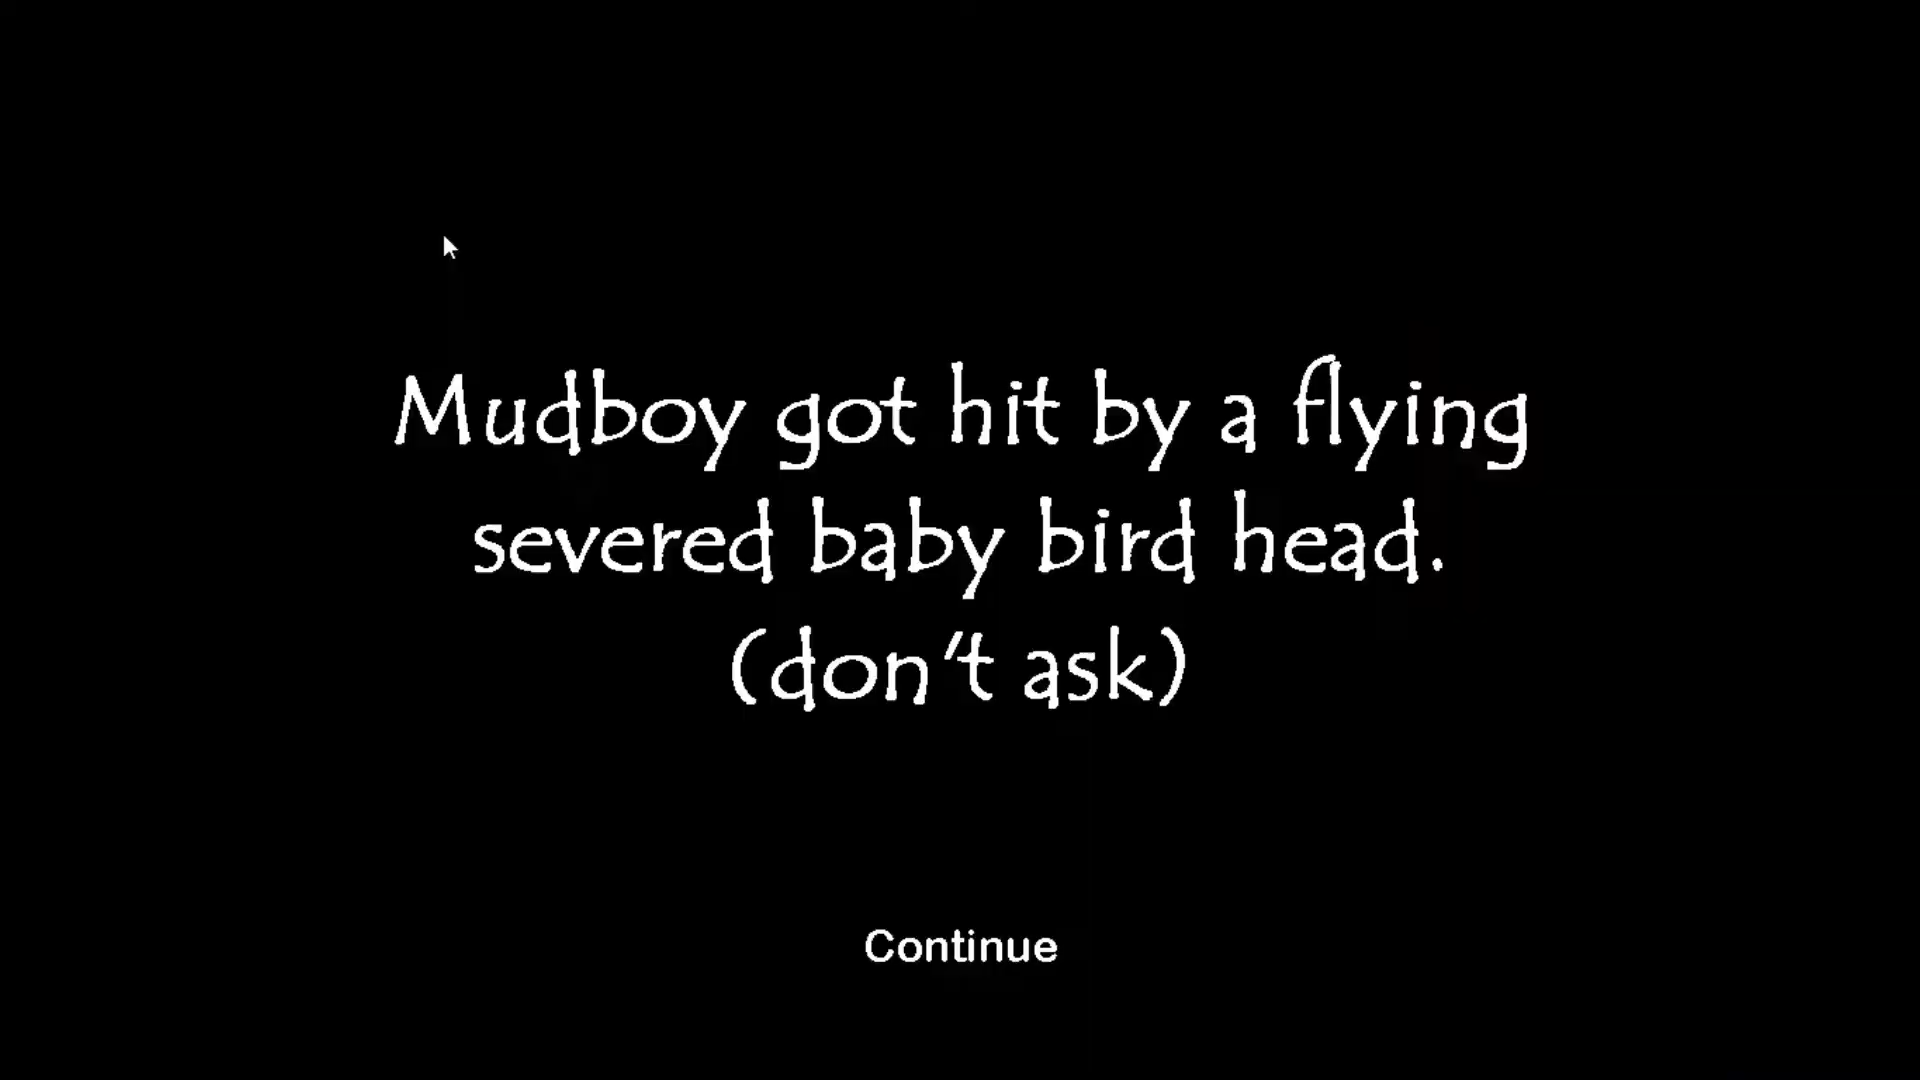 Mudboy got hit by a flying
severed baby bird head.
(don't ask)
Continue